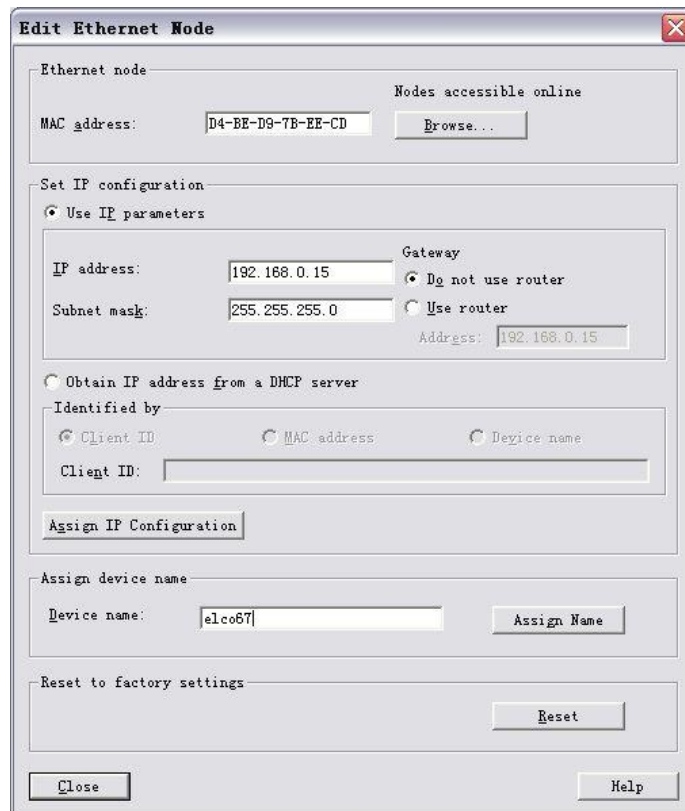 Edit Ethernet Node
Ethernet node
Nodes accessible online
MAC address: D4-BE-D9-7B-EE-CD Browse...
Set IP configuration
Use IP parameters
Gateway
IP address: 192.168.0.15 Do not use router
Subnet mask: 255.255.255.0 Use router
Address: 192.168.0.15
Obtain IP address from a DHCP server
Identified by
Client ID MAC address Device name
Client ID:
Assign IP Configuration
Assign device name
Device name: elco67 Assign Name
Reset to factory settings
Reset
Close Help